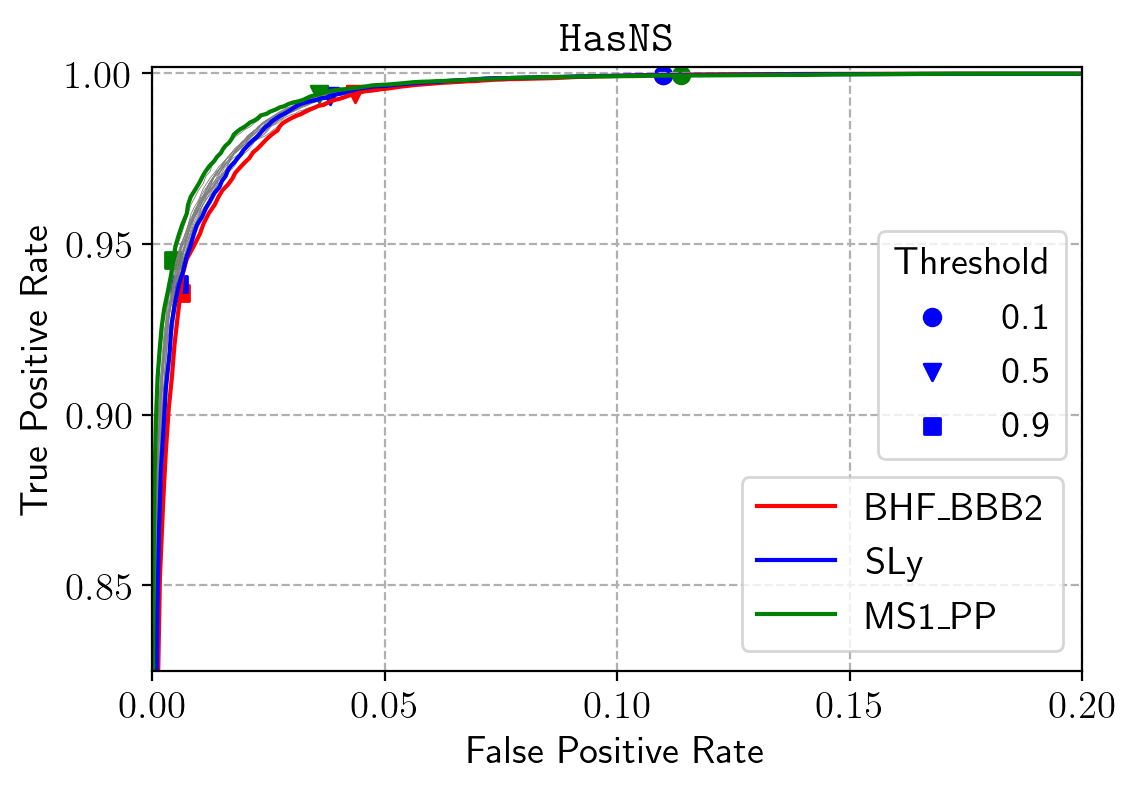 HasNS
1.00
0.95
0.90
0.85
True Positive Rate
Threshold
0.1
0.5
0.9
BHF_BBB2
SLy
MS1_PP
0.00 0.05 0.10 0.15 0.20
False Positive Rate